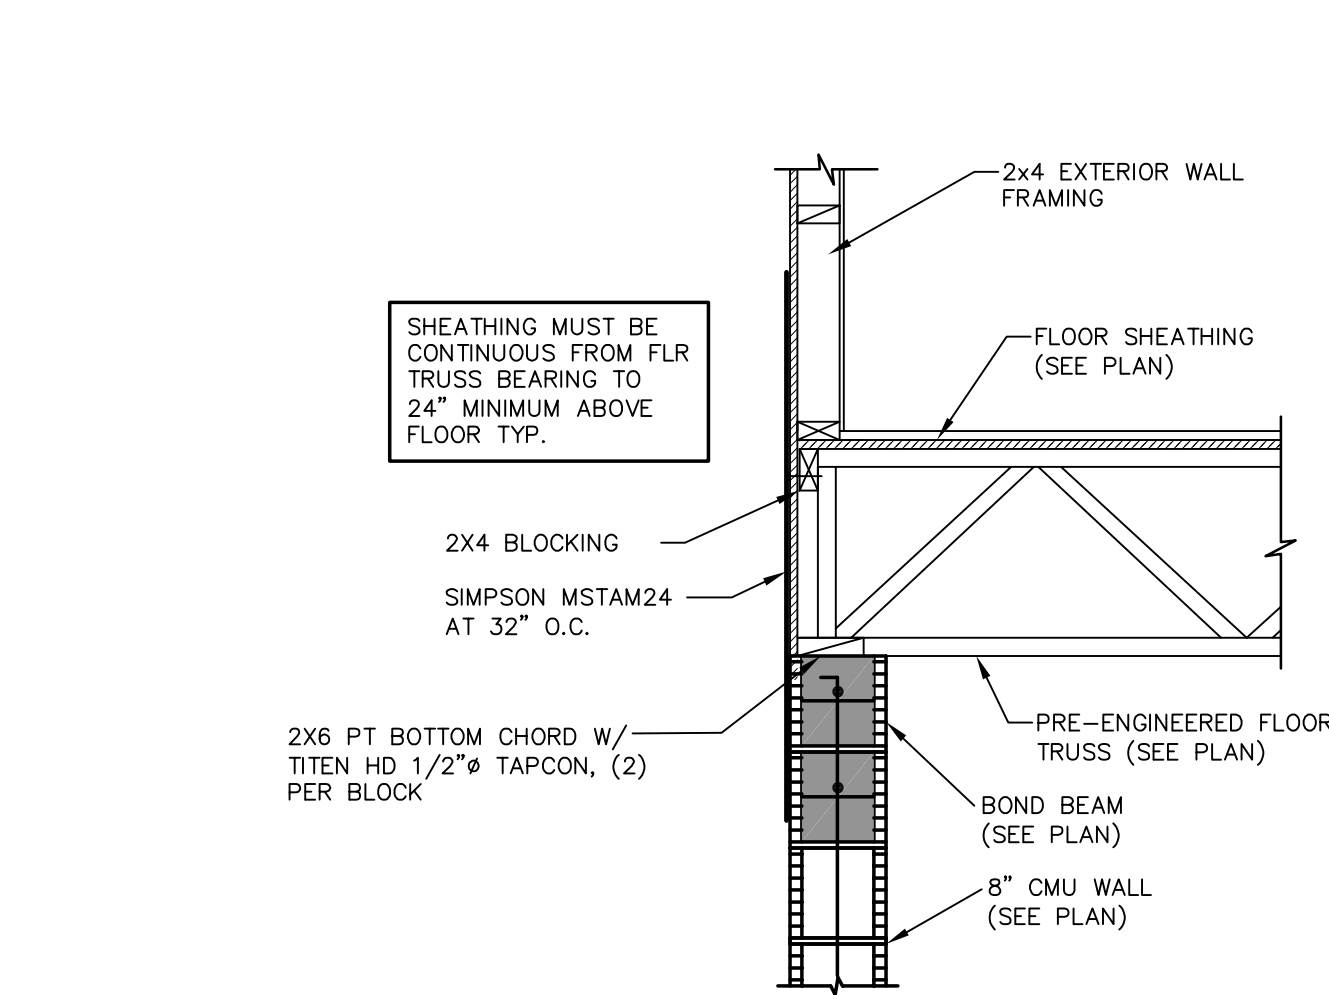 2x4 EXTERIOR WALL
FRAMING
SHEATHING MUST BE
CONTINUOUS FROM FLR
TRUSS BEARING TO
24” MINIMUM ABOVE
FLOOR TYP.
FLOOR SHEATHING
(SEE PLAN)
2X4 BLOCKING
SIMPSON MSTAM24
AT 32” O.C.
2X6 PT BOTTOM CHORD W/
TITEN HD 1/2”ø TAPCON, (2)
PER BLOCK
PRE-ENGINEERED FLOOR
TRUSS (SEE PLAN)
BOND BEAM
(SEE PLAN)
8” CMU WALL
(SEE PLAN)